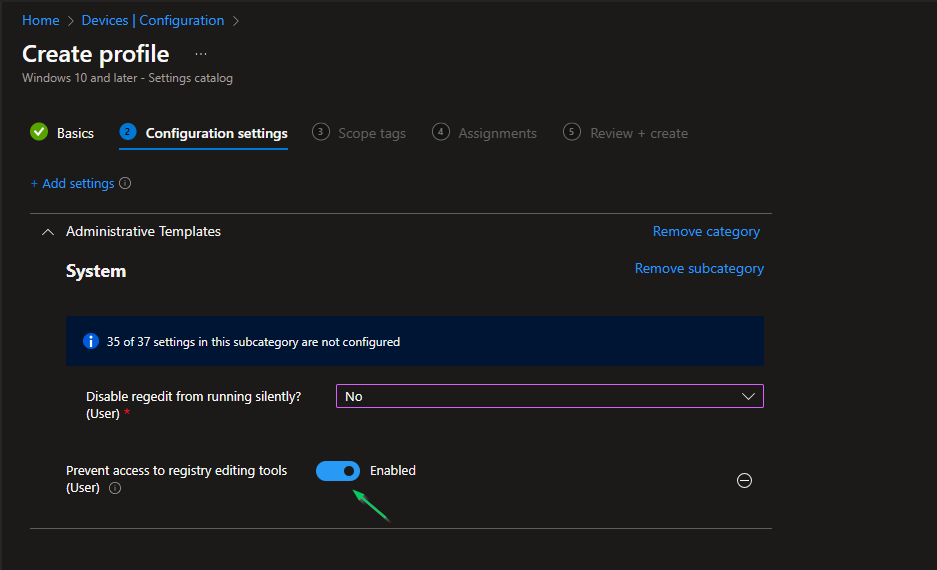 Home > Devices | Configuration >
Create profile ...
Windows 10 and later - Settings catalog
Basics 2 Configuration settings 3 Scope tags 4 Assignments 5 Review + create
+ Add settings
Administrative Templates Remove category
System Remove subcategory
35 of 37 settings in this subcategory are not configured
Disable regedit from running silently? No
(User) *
Prevent access to registry editing tools Enabled
(User)